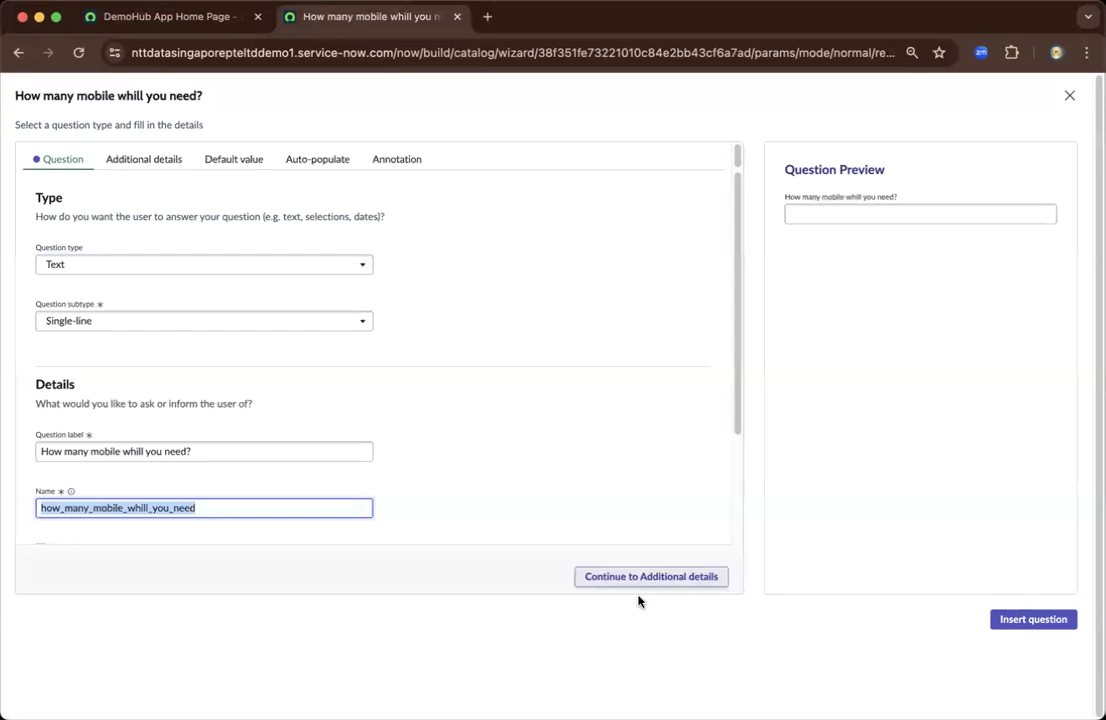 DemoHub App Home Page -
How many mobile whill you n
nttdatasingaporepteltddemo1.service-now.com/now/build/catalog/wizard/38f351fe73221010c84e2bb43cf6a7ad/params/mode/normal/re...
zm
How many mobile whill you need?
Select a question type and fill in the details
Question
Additional details
Default value
Auto-populate
Annotation
Type
How do you want the user to answer your question (e.g. text, selections, dates)?
Question type
Text
Question subtype *
Single-line
Details
What would you like to ask or inform the user of?
Question label *
How many mobile whill you need?
Name *
how_many_mobile_whill_you_need
Continue to Additional details
Question Preview
How many mobile whill you need?
Insert question